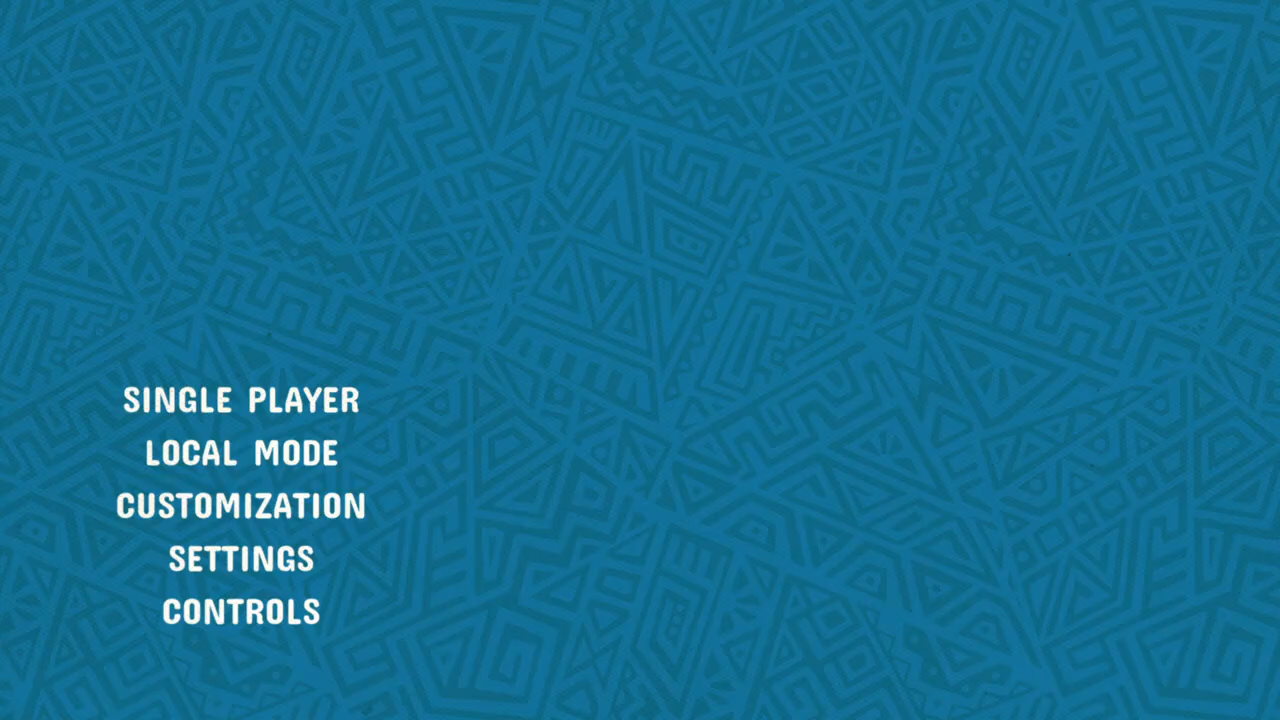 SINGLE PLAYER
LOCAL MODE
CUSTOMIZATION
SETTINGS
CONTROLS